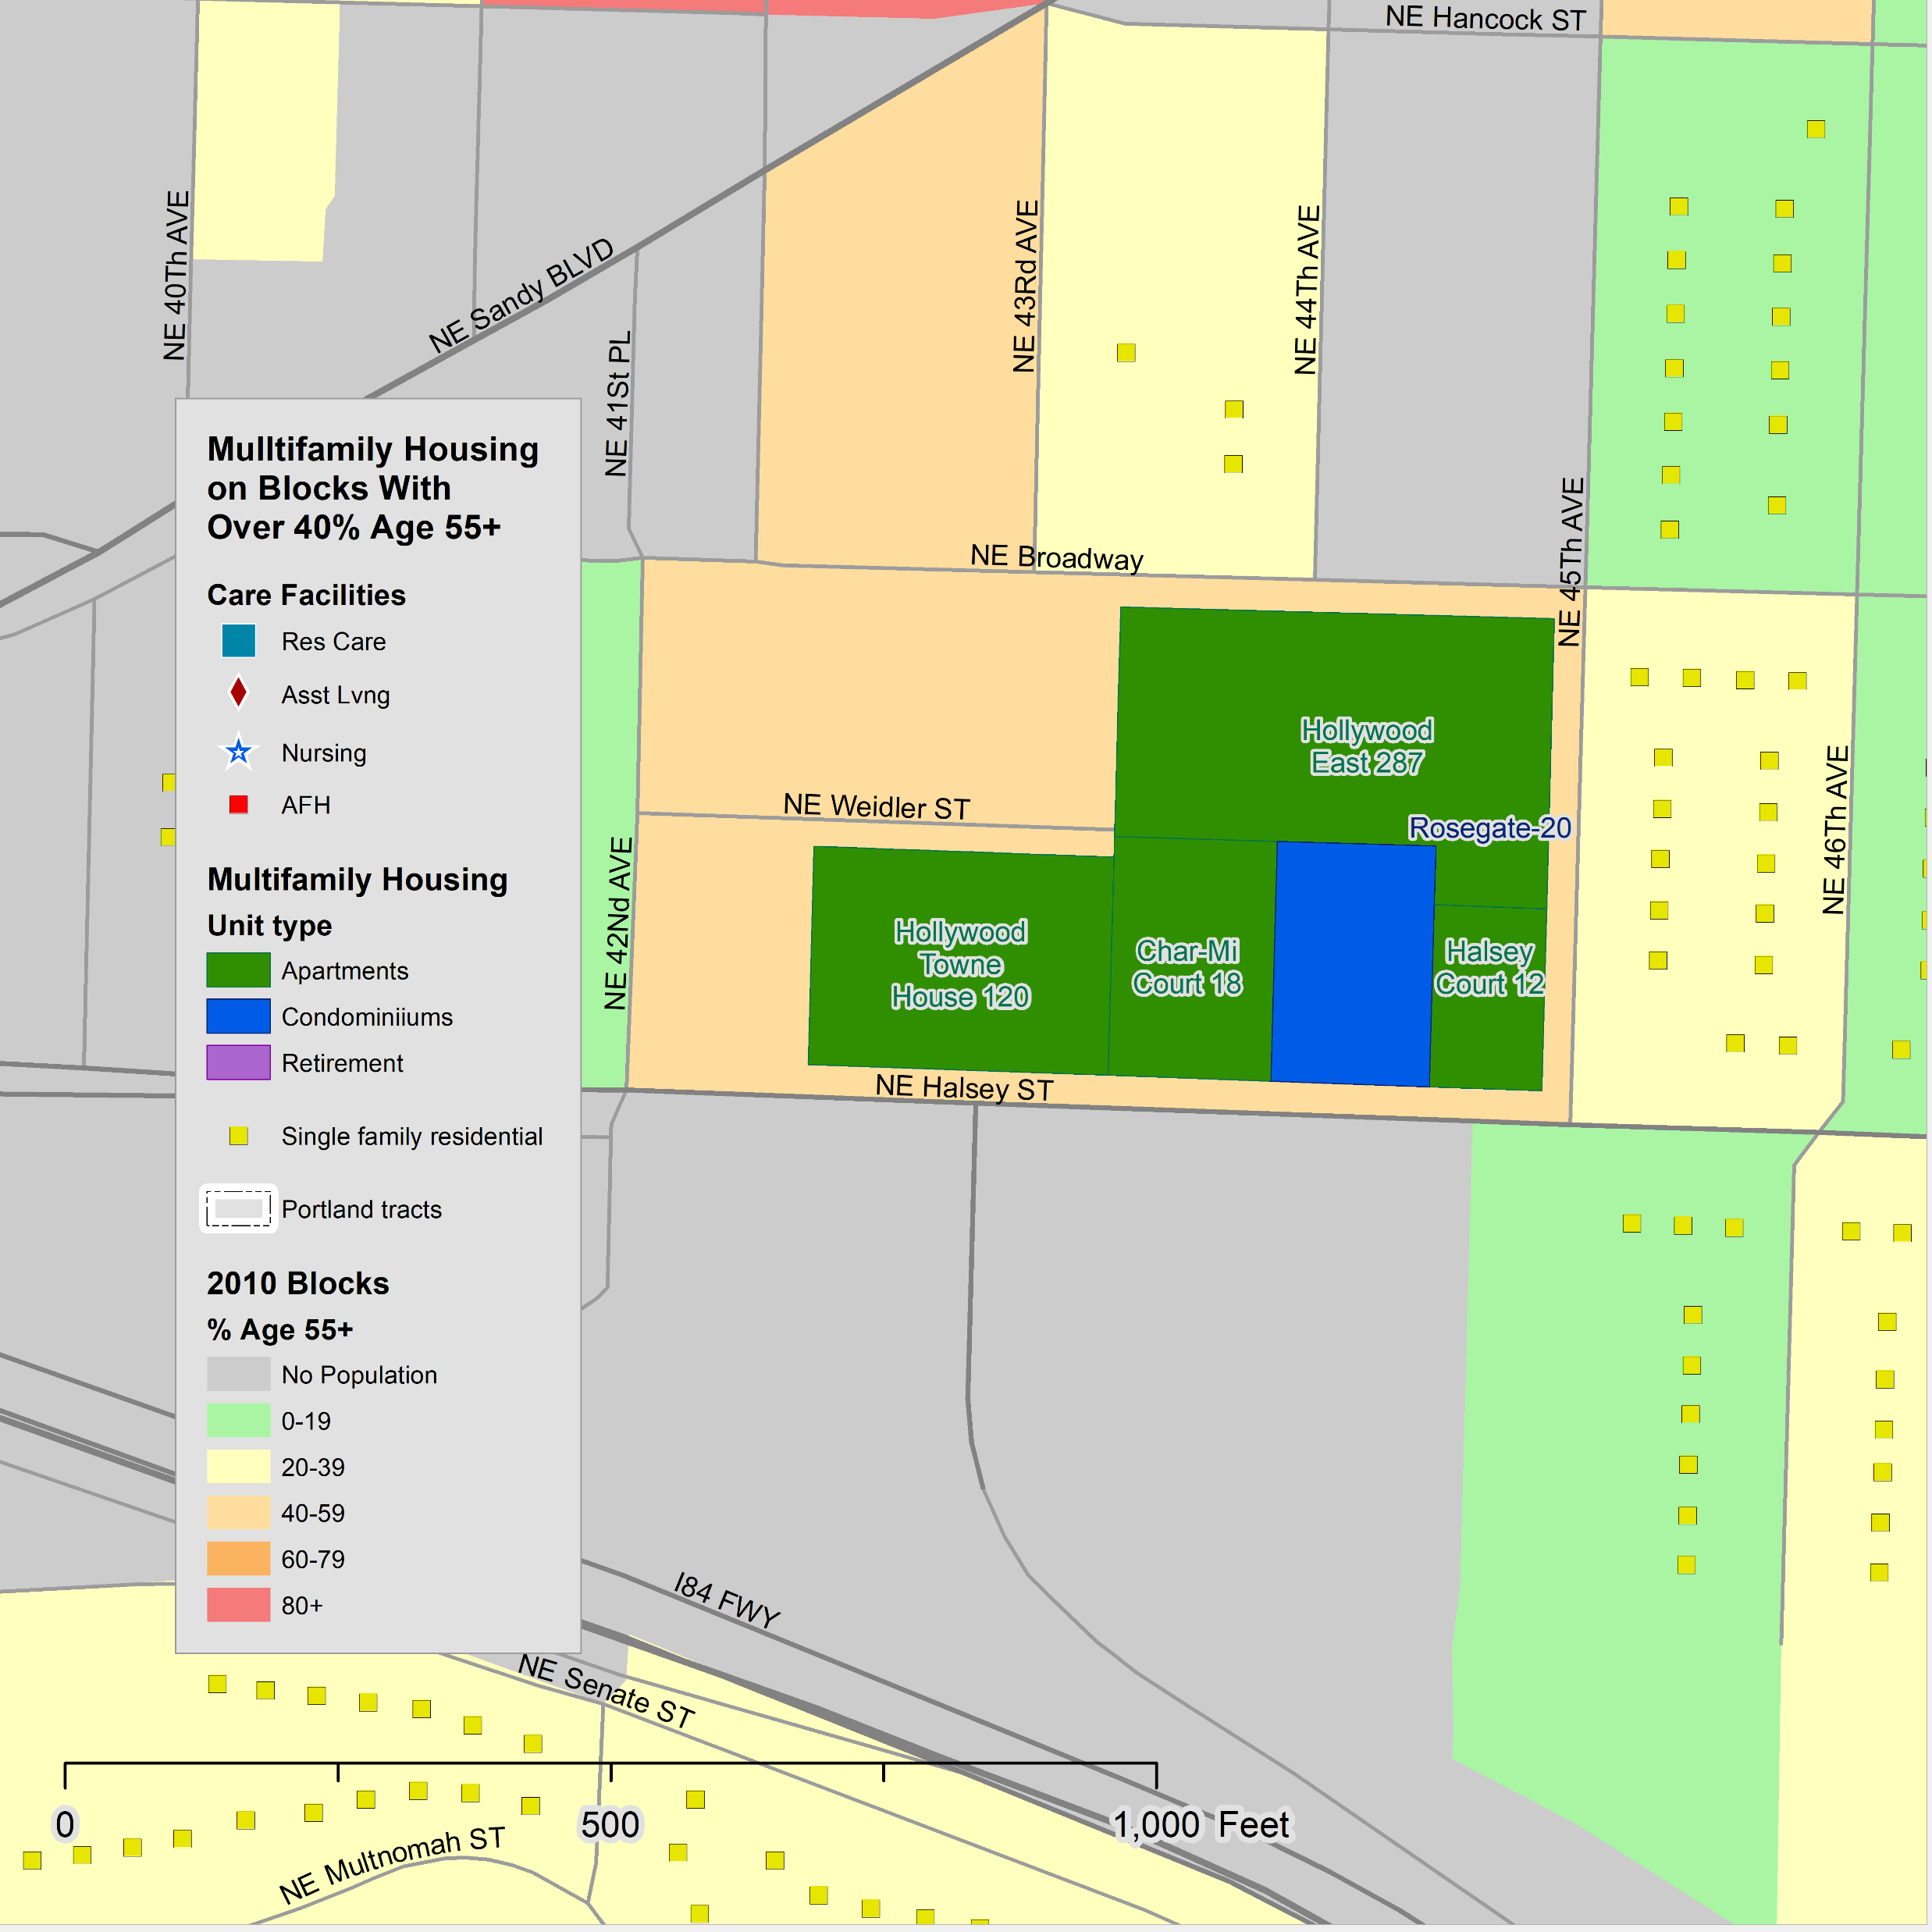 NE Hancock ST
NE 40Th AVE
NE Sandy BLVD
NE 41St PL
NE 43Rd AVE
NE 44Th AVE
NE 45Th AVE
NE Broadway
Mulltifamily Housing
on Blocks With
Over 40% Age 55+
Care Facilities
Res Care
Asst Lvng
Nursing
AFH
Multifamily Housing
Unit type
Apartments
Condominiiums
Retirement
Single family residential
Portland tracts
2010 Blocks
% Age 55+
No Population
0-19
20-39
40-59
60-79
80+
NE 42Nd AVE
NE Weidler ST
Hollywood
East 287
Rosegate-20
Hollywood
Towne
House 120
Char-Mi
Court 18
Halsey
Court 12
NE 46Th AVE
NE Halsey ST
I84 FWY
NE Senate ST
NE Multnomah ST
0 500 1,000 Feet